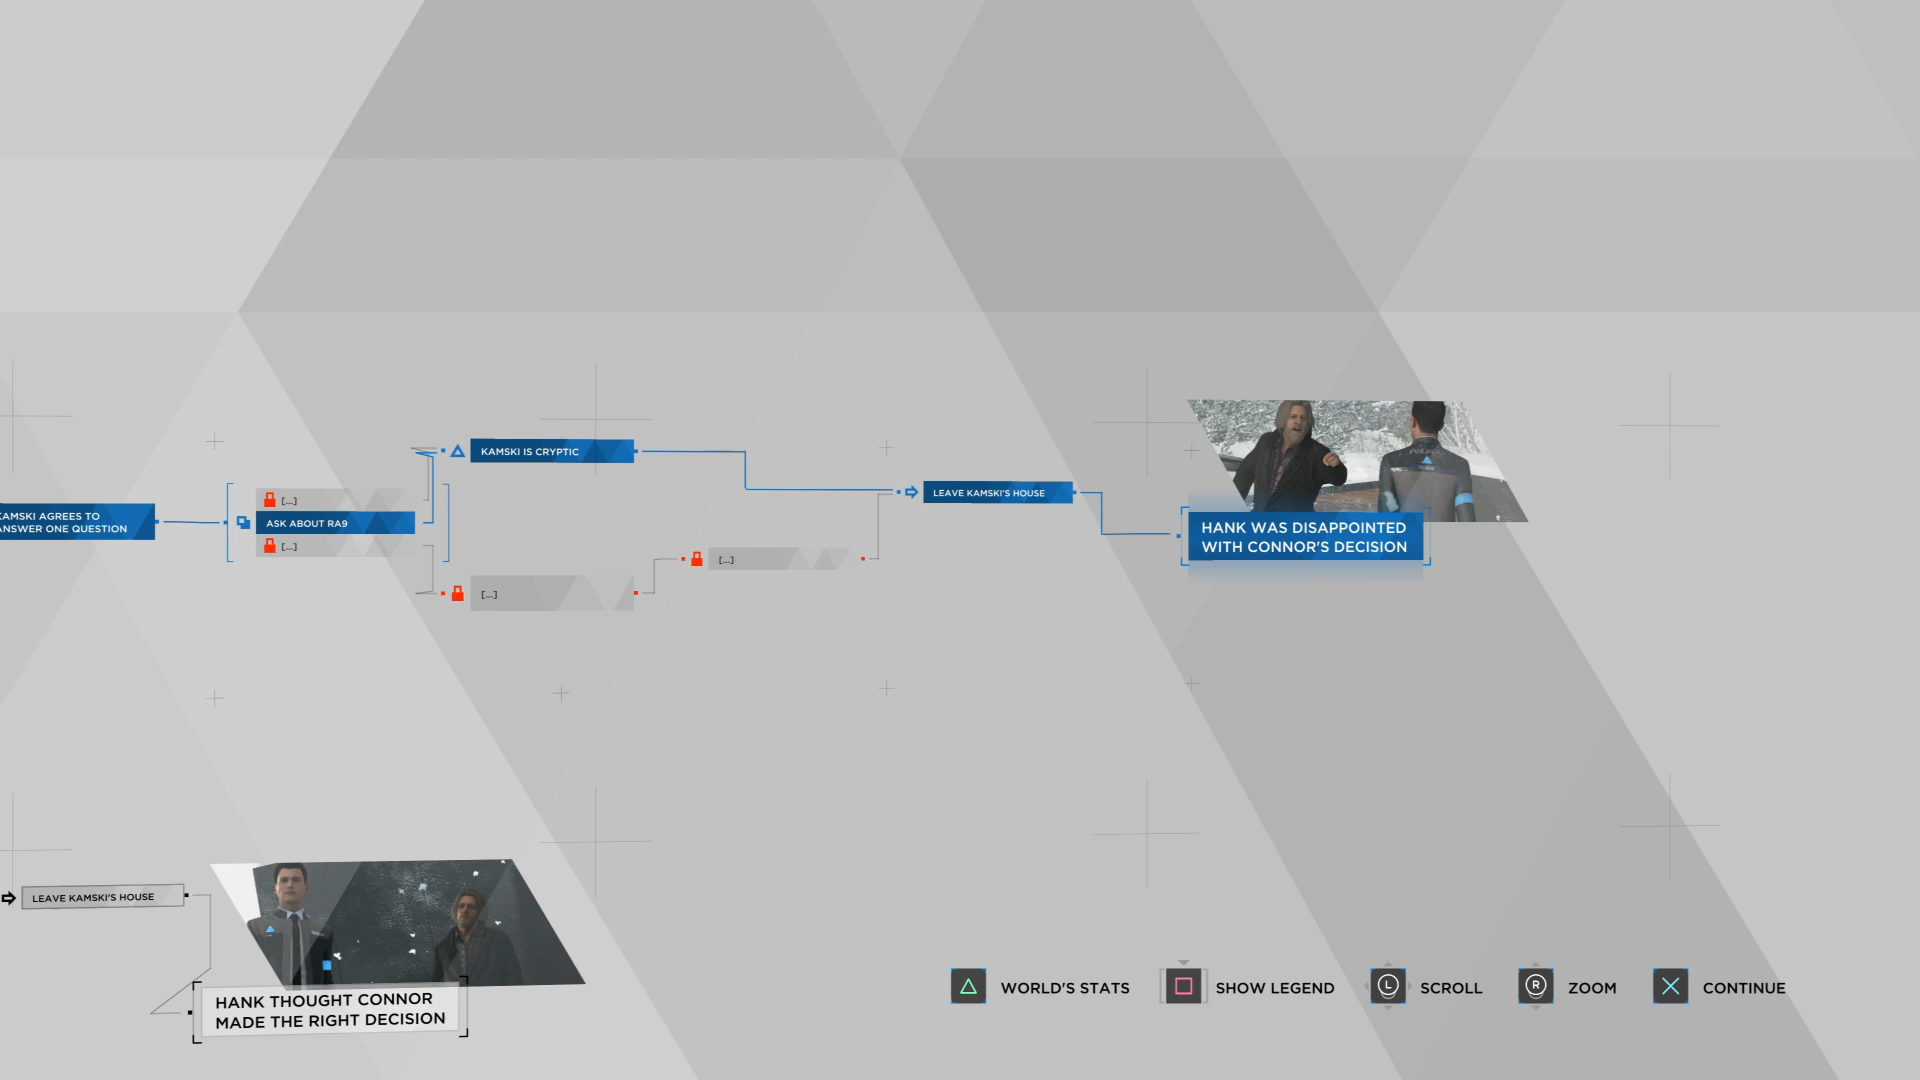 KAMSKI IS CRYPTIC
[...]
KAMSKI AGREES TO
ANSWER ONE QUESTION
ASK ABOUT RA9
[...]
[...]
[...]
LEAVE KAMSKI'S HOUSE
HANK WAS DISAPPOINTED
WITH CONNOR'S DECISION
LEAVE KAMSKI'S HOUSE
HANK THOUGHT CONNOR
MADE THE RIGHT DECISION
WORLD'S STATS
SHOW LEGEND
L
SCROLL
R
ZOOM
CONTINUE